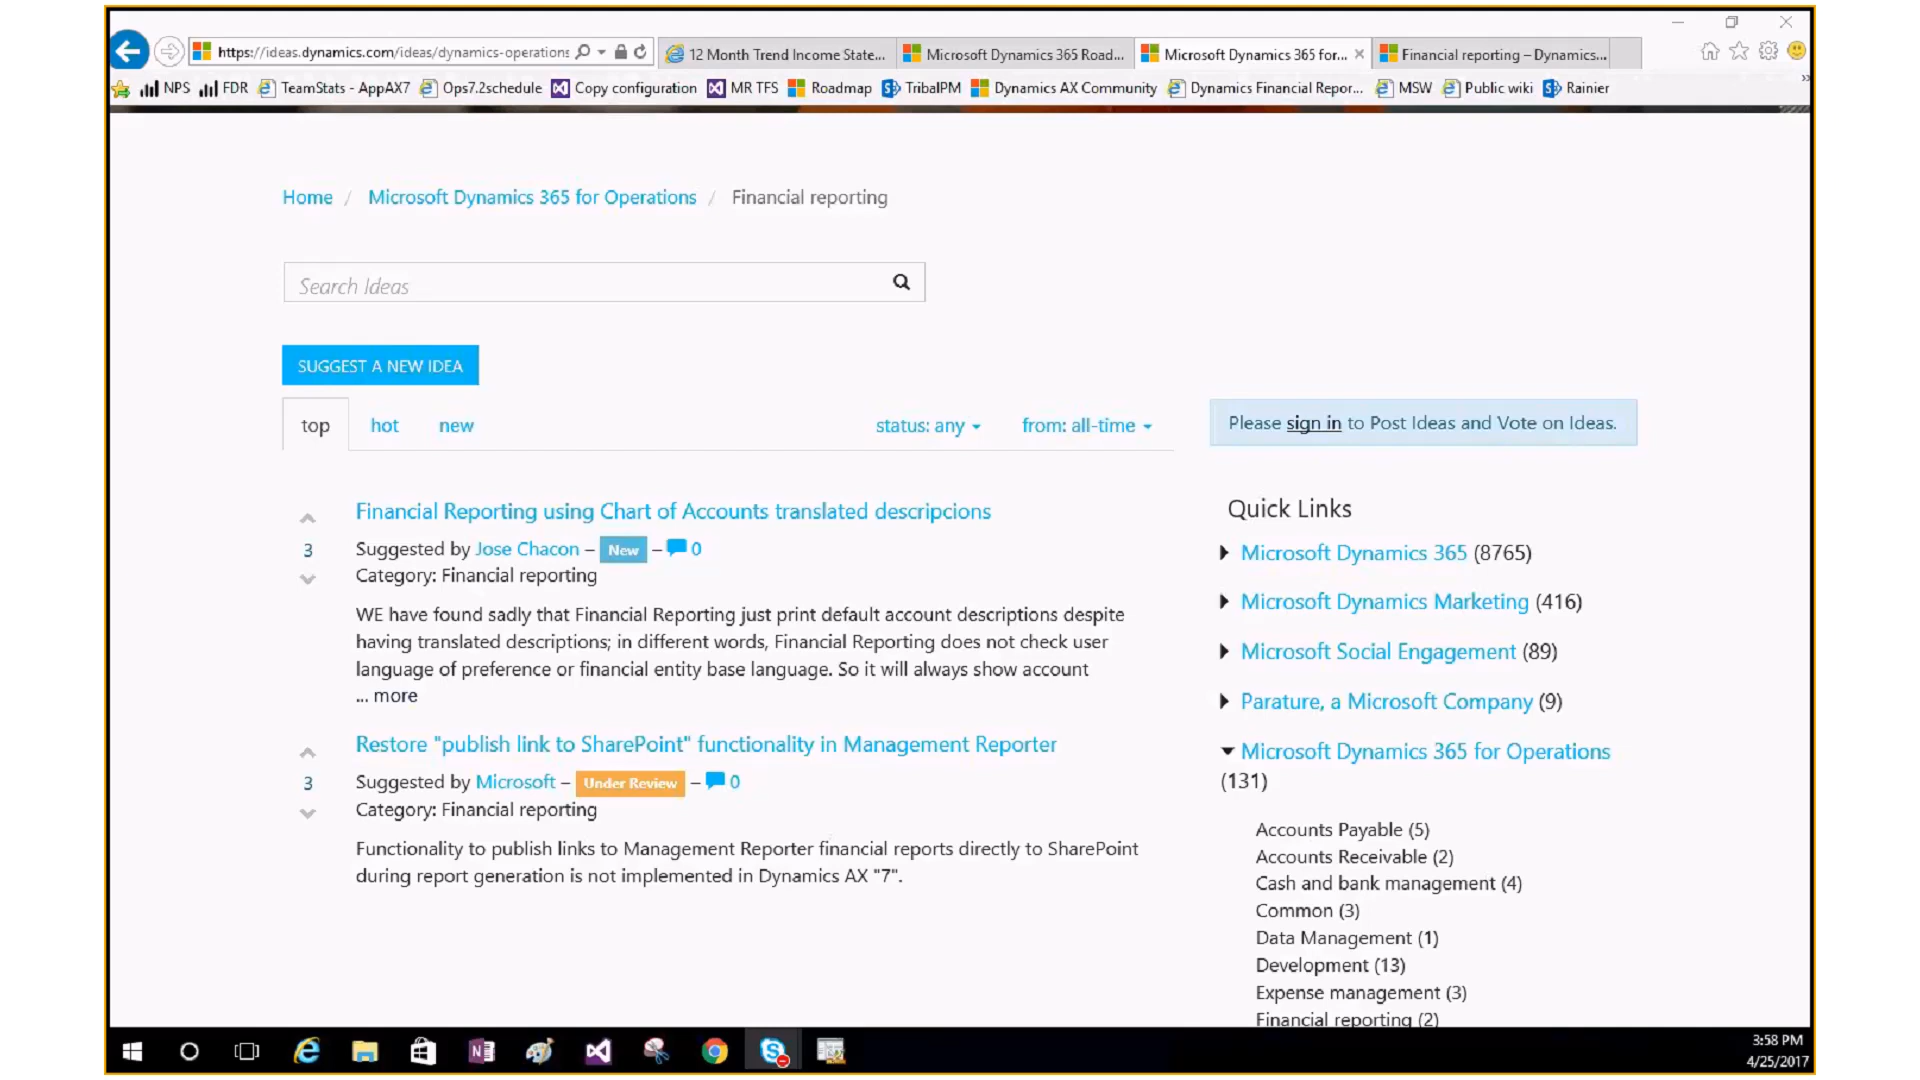 https://ideas.dynamics.com/ideas/dynamics-operations
12 Month Trend Income State...
Microsoft Dynamics 365 Road...
Microsoft Dynamics 365 for...
Financial reporting – Dynamics...
NPS
FDR
TeamStats - AppAX7
Ops7.2schedule
Copy configuration
MR TFS
Roadmap
TribalPM
Dynamics AX Community
Dynamics Financial Repor...
MSW
Public wiki
Rainier
Home / Microsoft Dynamics 365 for Operations / Financial reporting
Search Ideas
SUGGEST A NEW IDEA
top hot new status: any from: all-time
Please sign in to Post Ideas and Vote on Ideas.
Financial Reporting using Chart of Accounts translated descripcions
3
Suggested by Jose Chacon – New – 0
Category: Financial reporting
WE have found sadly that Financial Reporting just print default account descriptions despite
having translated descriptions; in different words, Financial Reporting does not check user
language of preference or financial entity base language. So it will always show account
... more
Restore "publish link to SharePoint" functionality in Management Reporter
3
Suggested by Microsoft – Under Review – 0
Category: Financial reporting
Functionality to publish links to Management Reporter financial reports directly to SharePoint
during report generation is not implemented in Dynamics AX "7".
Quick Links
Microsoft Dynamics 365 (8765)
Microsoft Dynamics Marketing (416)
Microsoft Social Engagement (89)
Parature, a Microsoft Company (9)
Microsoft Dynamics 365 for Operations
(131)
Accounts Payable (5)
Accounts Receivable (2)
Cash and bank management (4)
Common (3)
Data Management (1)
Development (13)
Expense management (3)
Financial reporting (2)
3:58 PM
4/25/2017